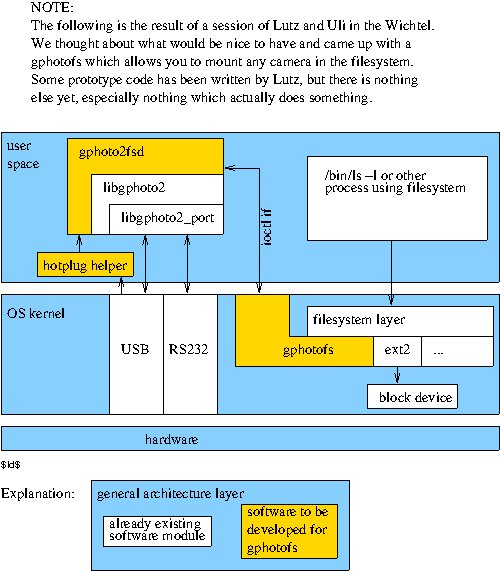 NOTE:
The following is the result of a session of Lutz and Uli in the Wichtel.
We thought about what would be nice to have and came up with a
gphotofs which allows you to mount any camera in the filesystem.
Some prototype code has been written by Lutz, but there is nothing
else yet, especially nothing which actually does something.
user
space
gphoto2fsd
libgphoto2
libgphoto2_port
hotplug helper
ioctl if
/bin/ls -l or other
process using filesystem
OS kernel
USB
RS232
filesystem layer
gphotofs
ext2
...
block device
hardware
$Id$
Explanation:
general architecture layer
already existing
software module
software to be
developed for
gphotofs